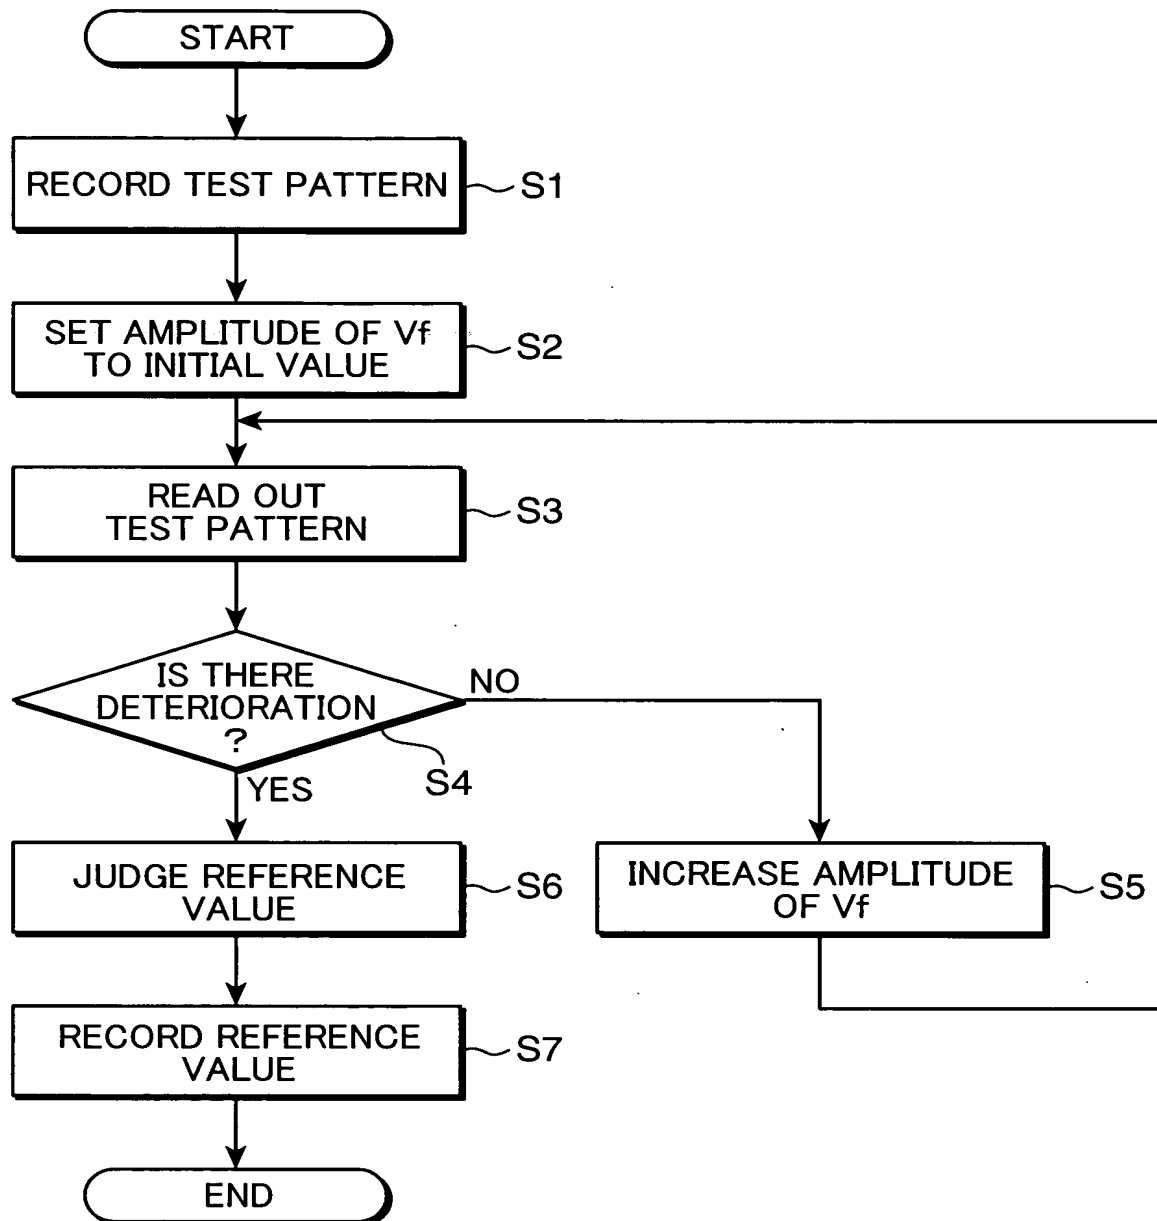 START
RECORD TEST PATTERN
S1
SET AMPLITUDE OF Vf
TO INITIAL VALUE
S2
READ OUT
TEST PATTERN
S3
IS THERE
DETERIORATION
?
NO
S4
YES
JUDGE REFERENCE
VALUE
S6
INCREASE AMPLITUDE
OF Vf
S5
RECORD REFERENCE
VALUE
S7
END